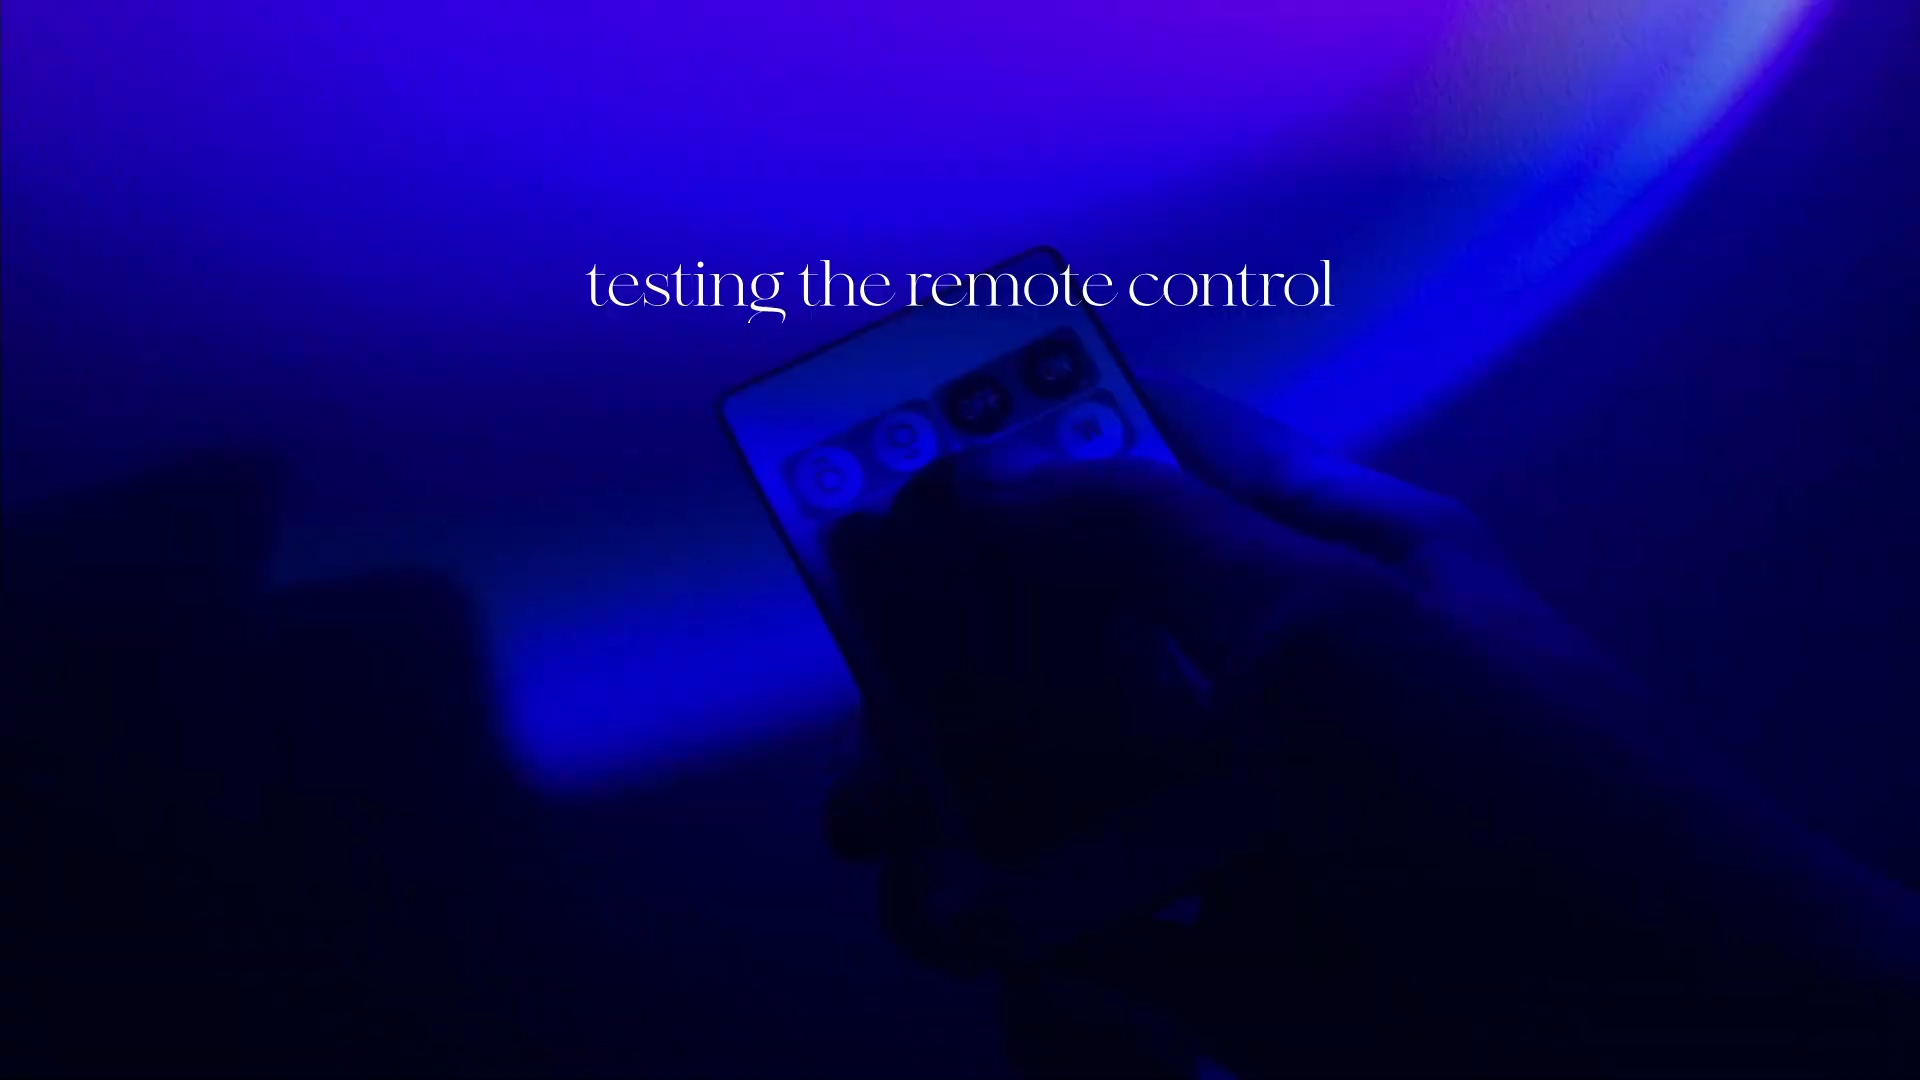 testing the remote control